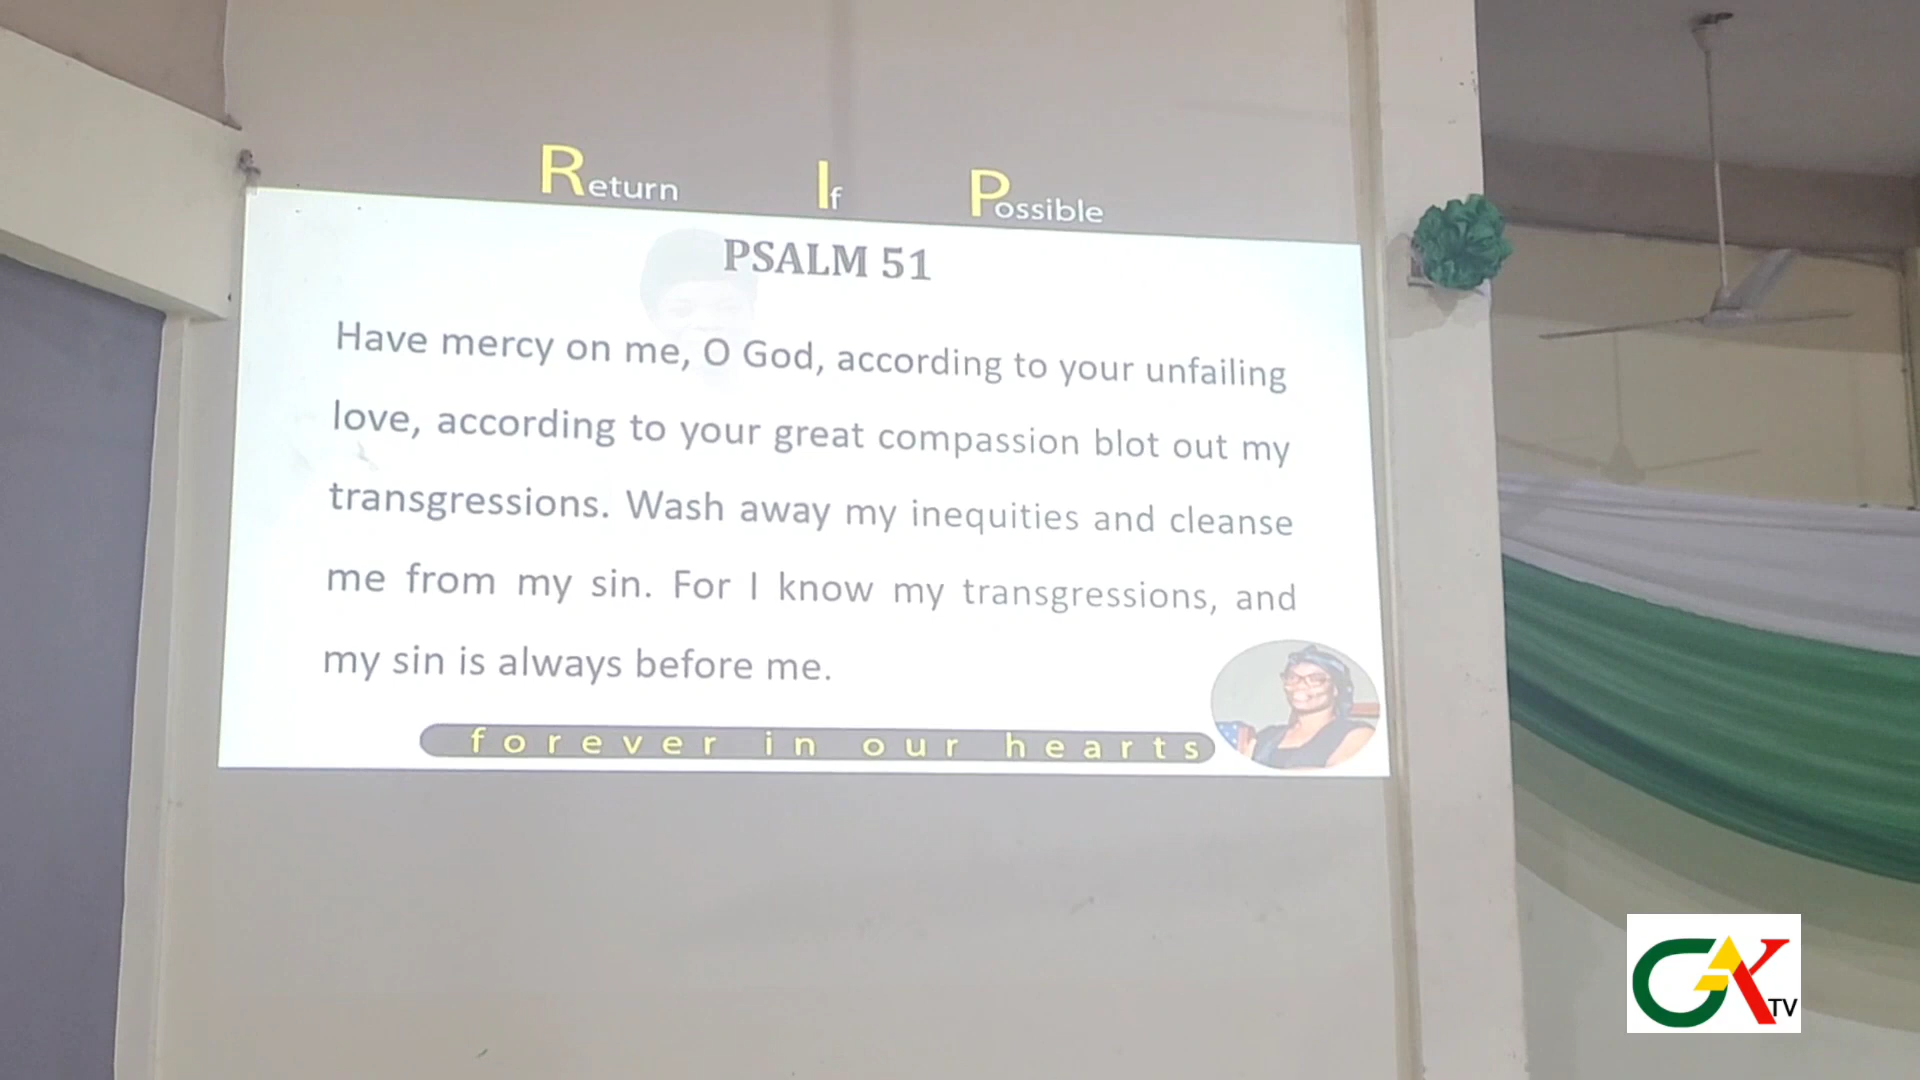 Return If Possible
PSALM 51
Have mercy on me, O God, according to your unfailing
love, according to your great compassion blot out my
transgressions. Wash away my inequities and cleanse
me from my sin. For I know my transgressions, and
my sin is always before me.
forever in our hearts
GAK TV